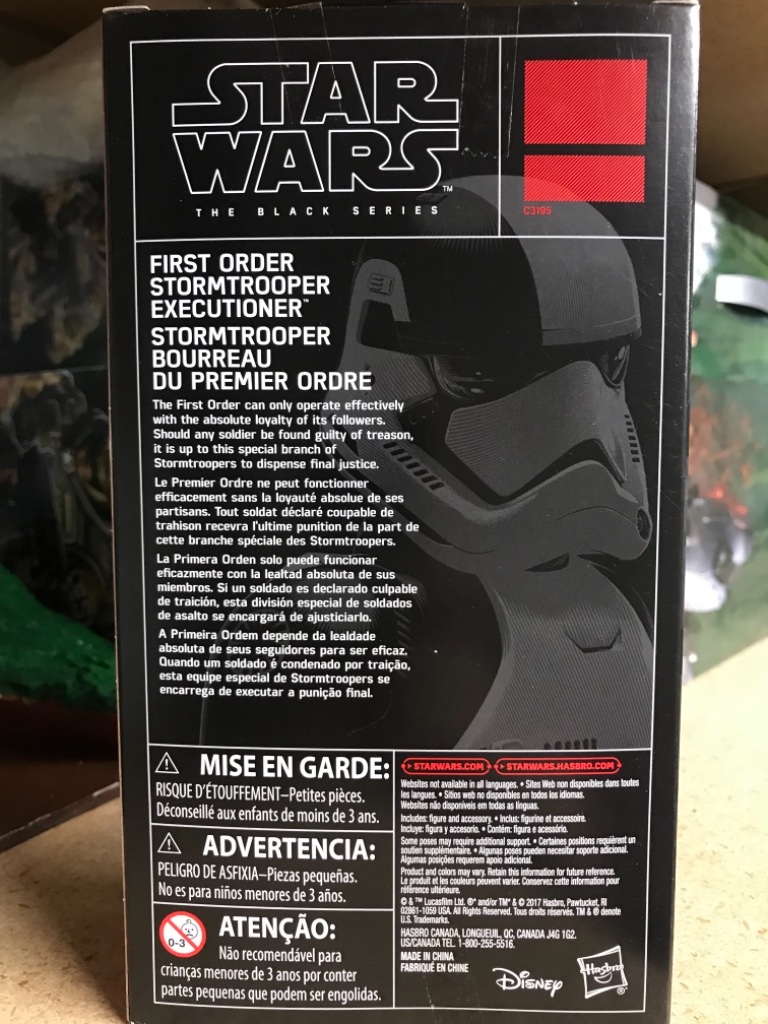 STAR
WARS™
THE BLACK SERIES
C3195
FIRST ORDER
STORMTROOPER
EXECUTIONER™
STORMTROOPER
BOURREAU
DU PREMIER ORDRE
The First Order can only operate effectively
with the absolute loyalty of its followers.
Should any soldier be found guilty of treason,
it is up to this special branch of
Stormtroopers to dispense final justice.
Le Premier Ordre ne peut fonctionner
efficacement sans la loyauté absolue de ses
partisans. Tout soldat déclaré coupable de
trahison recevra l'ultime punition de la part de
cette branche spéciale des Stormtroopers.
La Primera Orden solo puede funcionar
eficazmente con la lealtad absoluta de sus
miembros. Si un soldado es declarado culpable
de traición, esta división especial de soldados
de asalto se encargará de ajusticiarlo.
A Primeira Ordem depende da lealdade
absoluta de seus seguidores para ser eficaz.
Quando um soldado é condenado por traição,
esta equipe especial de Stormtroopers se
encarrega de executar a punição final.
MISE EN GARDE:
RISQUE D'ÉTOUFFEMENT–Petites pièces.
Déconseillé aux enfants de moins de 3 ans.
ADVERTENCIA:
PELIGRO DE ASFIXIA–Piezas pequeñas.
No es para niños menores de 3 años.
0-3
ATENÇÃO:
Não recomendável para
crianças menores de 3 anos por conter
partes pequenas que podem ser engolidas.
STARWARS.COM STARWARS.HASBRO.COM
Websites not available in all languages. • Sites Web non disponibles dans toutes
les langues. • Sitios web no disponibles en todos los idiomas.
Websites não disponíveis em todas as línguas.
Includes: figure and accessory. • Inclus: figurine et accessoire.
Incluye: figura y accesorio. • Contém: figura e acessório.
Some poses may require additional support. • Certaines positions requièrent un
soutien supplémentaire. • Algunas poses pueden necesitar soporte adicional.
Algumas posições requerem apoio adicional.
Product and colors may vary. Retain this information for future reference.
Le produit et les couleurs peuvent varier. Conservez cette information pour
référence ultérieure.
© & ™ Lucasfilm Ltd. ®* and/or TM* & © 2017 Hasbro, Pawtucket, RI
02861-1059 USA. All Rights Reserved. Tous droits réservés. TM & ® denote
U.S. Trademarks.
HASBRO CANADA, LONGUEUIL, QC, CANADA J4G 1G2.
US/CANADA TEL. 1-800-255-5516.
MADE IN CHINA
FABRIQUÉ EN CHINE
Disney
Hasbro®